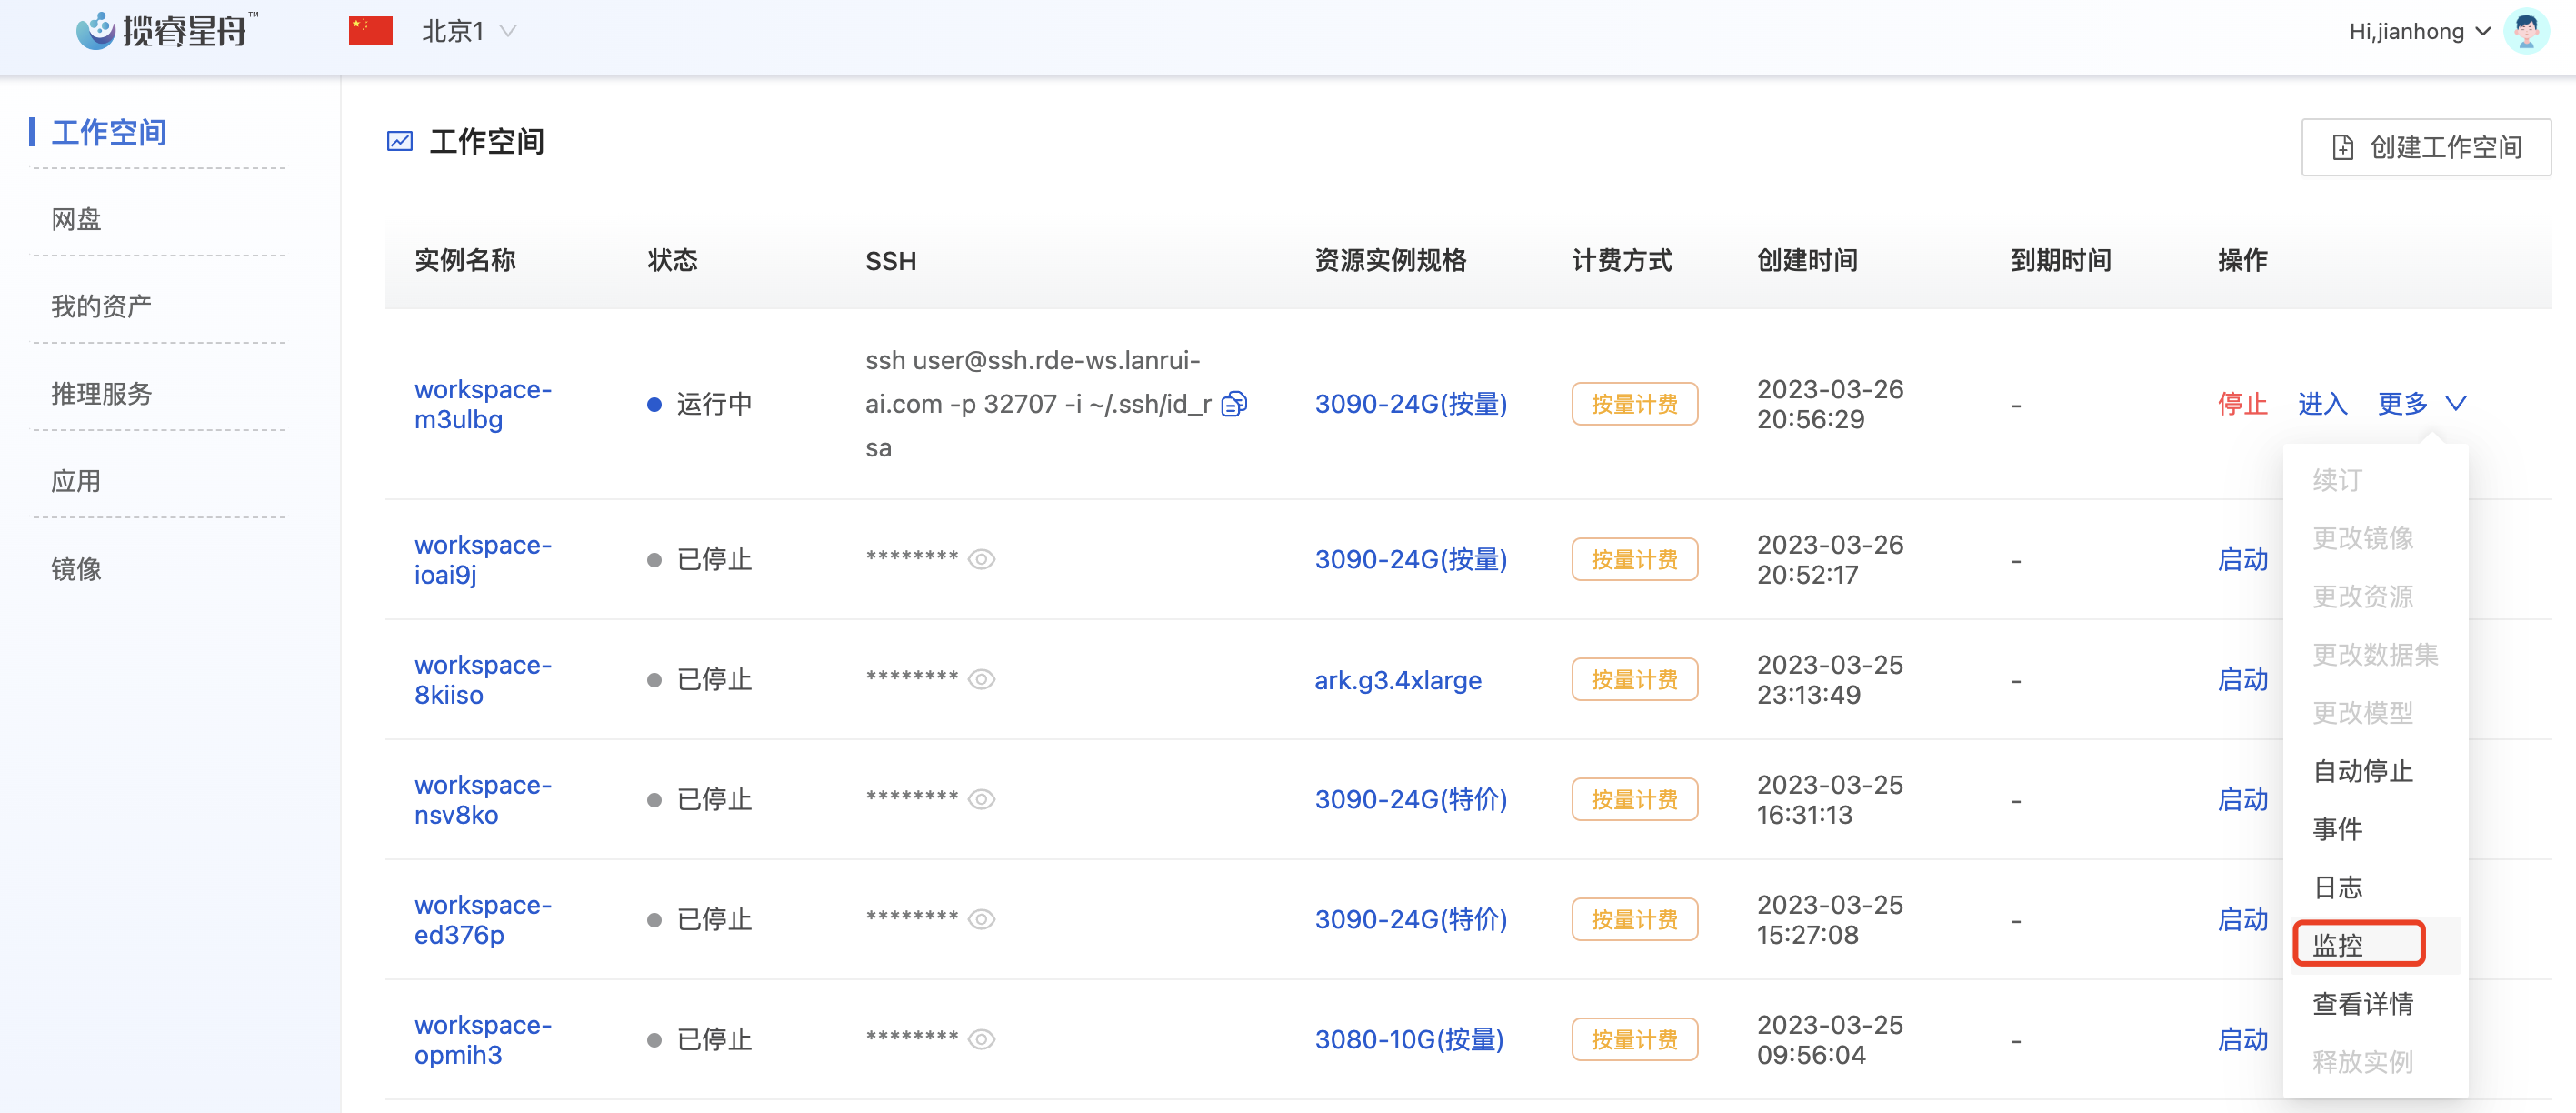 揽睿星舟™
北京1
Hi,jianhong
工作空间
网盘
我的资产
推理服务
应用
镜像
工作空间
创建工作空间
实例名称 状态 SSH 资源实例规格 计费方式 创建时间 到期时间 操作
workspace-
m3ulbg
运行中
ssh user@ssh.rde-ws.lanrui-
ai.com -p 32707 -i ~/.ssh/id_r
sa
3090-24G(按量)
按量计费
2023-03-26
20:56:29
-
停止 进入 更多
workspace-
ioai9j
已停止
********
3090-24G(按量)
按量计费
2023-03-26
20:52:17
-
启动
workspace-
8kiiso
已停止
********
ark.g3.4xlarge
按量计费
2023-03-25
23:13:49
-
启动
workspace-
nsv8ko
已停止
********
3090-24G(特价)
按量计费
2023-03-25
16:31:13
-
启动
workspace-
ed376p
已停止
********
3090-24G(特价)
按量计费
2023-03-25
15:27:08
-
启动
workspace-
opmih3
已停止
********
3080-10G(按量)
按量计费
2023-03-25
09:56:04
-
启动
续订
更改镜像
更改资源
更改数据集
更改模型
自动停止
事件
日志
监控
查看详情
释放实例